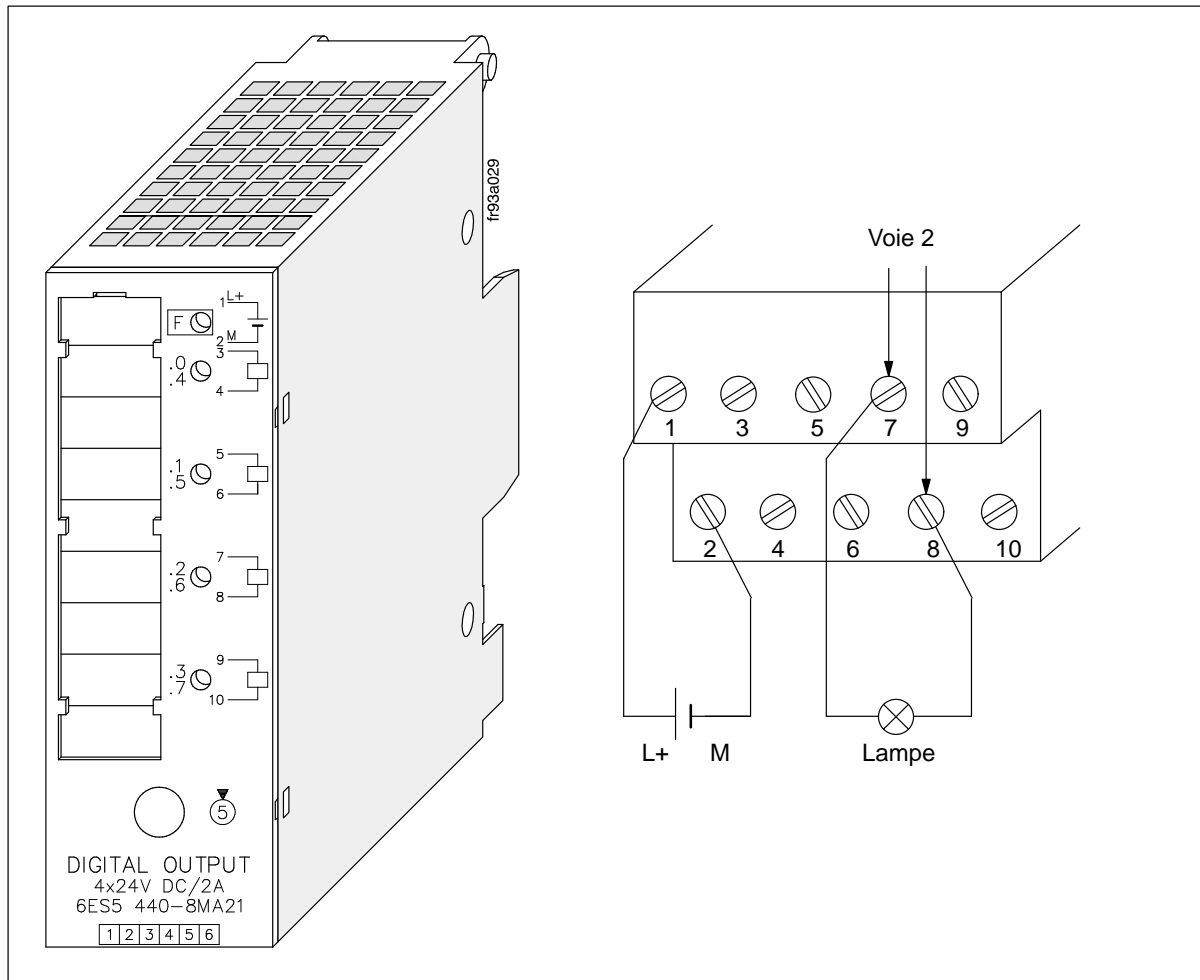 fr93a029
F
1 L+
2 M
.0
.4
3
4
.1
.5
5
6
.2
.6
7
8
.3
.7
9
10
5
DIGITAL OUTPUT
4x24V DC/2A
6ES5 440-8MA21
1 2 3 4 5 6
Voie 2
1 3 5 7 9
2 4 6 8 10
L+ M
Lampe